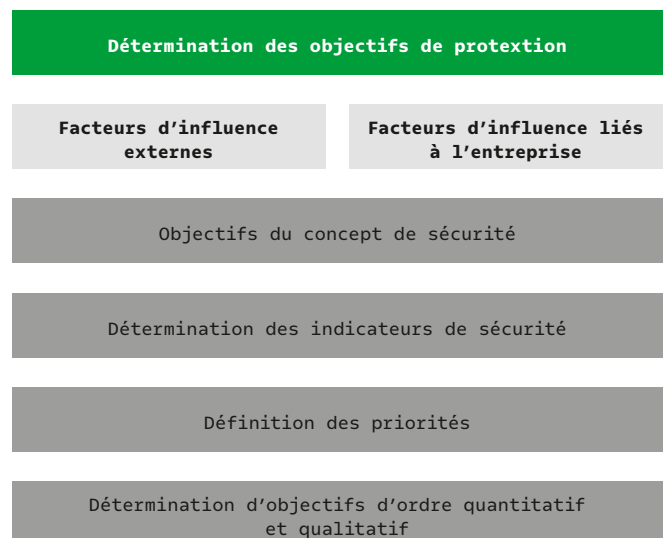 Détermination des objectifs de protextion
Facteurs d'influence
externes
Facteurs d'influence liés
à l'entreprise
Objectifs du concept de sécurité
Détermination des indicateurs de sécurité
Définition des priorités
Détermination d'objectifs d'ordre quantitatif
et qualitatif